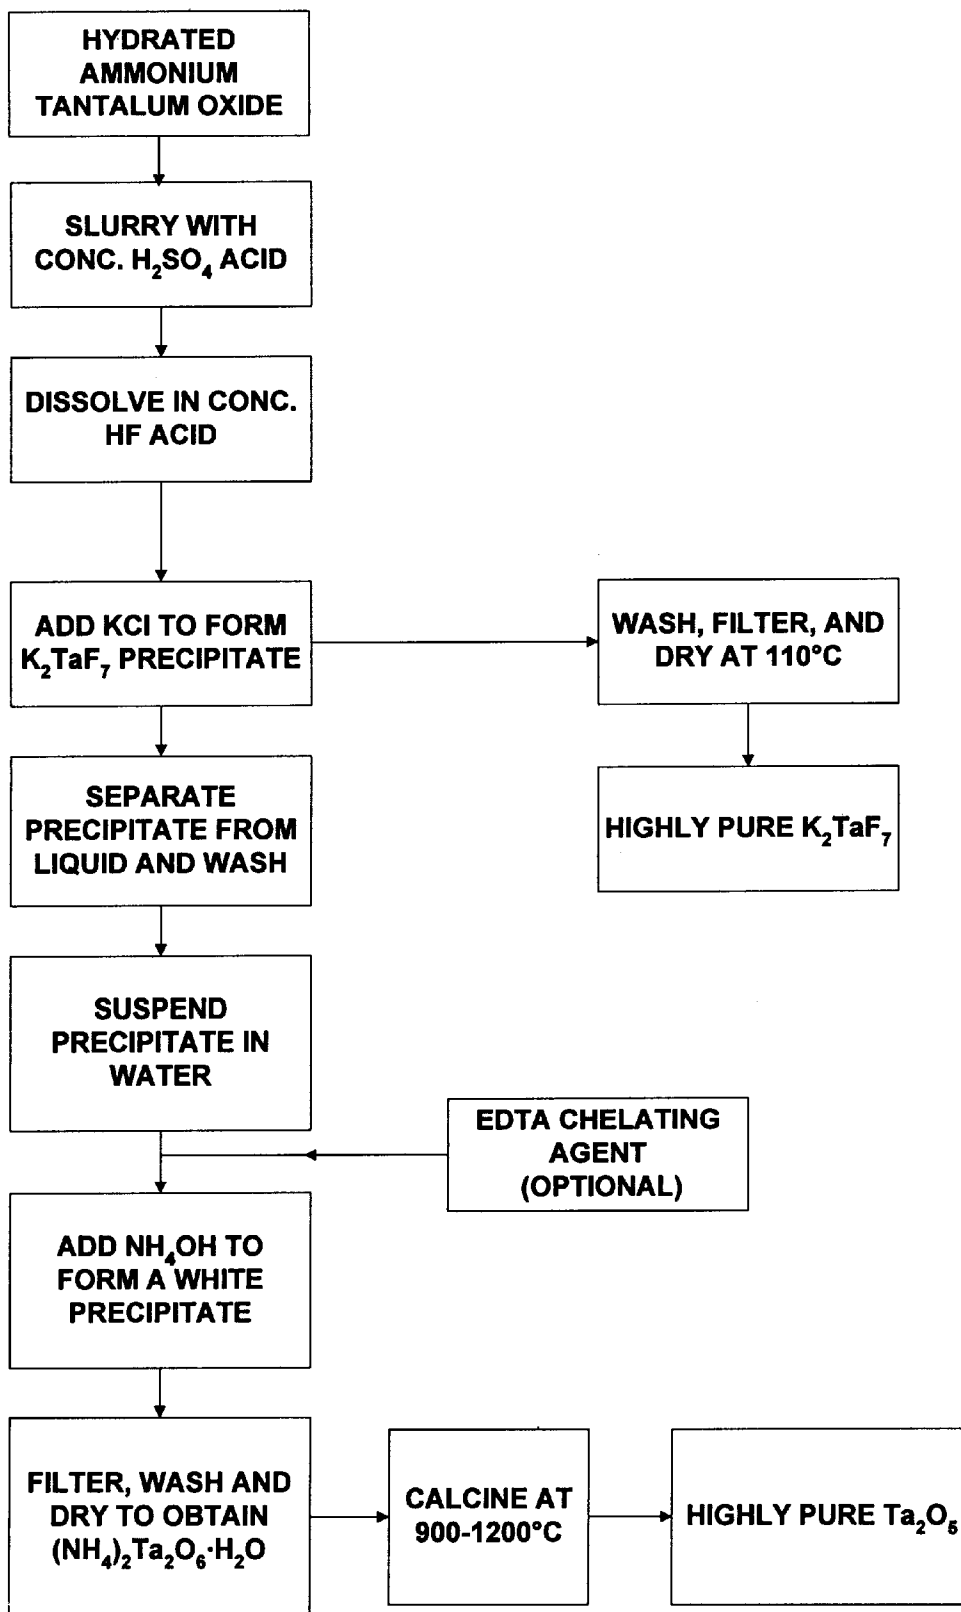 HYDRATED
AMMONIUM
TANTALUM OXIDE
SLURRY WITH
CONC. H₂SO₄ ACID
DISSOLVE IN CONC.
HF ACID
ADD KCl TO FORM
K₂TaF₇ PRECIPITATE
WASH, FILTER, AND
DRY AT 110°C
SEPARATE
PRECIPITATE FROM
LIQUID AND WASH
HIGHLY PURE K₂TaF₇
SUSPEND
PRECIPITATE IN
WATER
EDTA CHELATING
AGENT
(OPTIONAL)
ADD NH₄OH TO
FORM A WHITE
PRECIPITATE
FILTER, WASH AND
DRY TO OBTAIN
(NH₄)₂Ta₂O₆·H₂O
CALCINE AT
900-1200°C
HIGHLY PURE Ta₂O₅